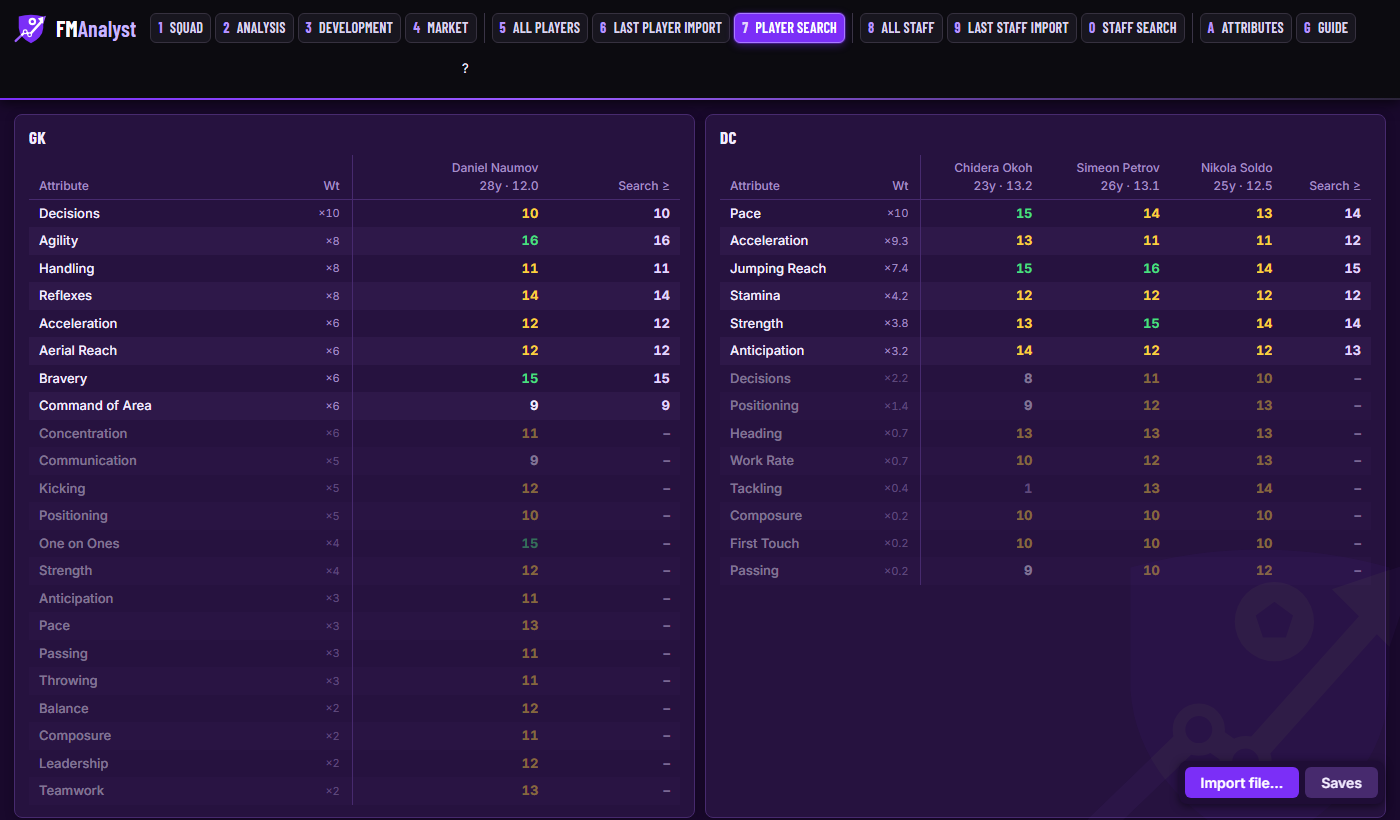 FMAnalyst
1 SQUAD 2 ANALYSIS 3 DEVELOPMENT 4 MARKET 5 ALL PLAYERS 6 LAST PLAYER IMPORT 7 PLAYER SEARCH 8 ALL STAFF 9 LAST STAFF IMPORT 0 STAFF SEARCH A ATTRIBUTES G GUIDE
?
GK
Daniel Naumov
Attribute Wt 28y · 12.0 Search ≥
Decisions ×10 10 10
Agility ×8 16 16
Handling ×8 11 11
Reflexes ×8 14 14
Acceleration ×6 12 12
Aerial Reach ×6 12 12
Bravery ×6 15 15
Command of Area ×6 9 9
Concentration ×6 11 –
Communication ×5 9 –
Kicking ×5 12 –
Positioning ×5 10 –
One on Ones ×4 15 –
Strength ×4 12 –
Anticipation ×3 11 –
Pace ×3 13 –
Passing ×3 11 –
Throwing ×3 11 –
Balance ×2 12 –
Composure ×2 11 –
Leadership ×2 12 –
Teamwork ×2 13 –
DC
Chidera Okoh Simeon Petrov Nikola Soldo
Attribute Wt 23y · 13.2 26y · 13.1 25y · 12.5 Search ≥
Pace ×10 15 14 13 14
Acceleration ×9.3 13 11 11 12
Jumping Reach ×7.4 15 16 14 15
Stamina ×4.2 12 12 12 12
Strength ×3.8 13 15 14 14
Anticipation ×3.2 14 12 12 13
Decisions ×2.2 8 11 10 –
Positioning ×1.4 9 12 13 –
Heading ×0.7 13 13 13 –
Work Rate ×0.7 10 12 13 –
Tackling ×0.4 1 13 14 –
Composure ×0.2 10 10 10 –
First Touch ×0.2 10 10 10 –
Passing ×0.2 9 10 12 –
Import file... Saves